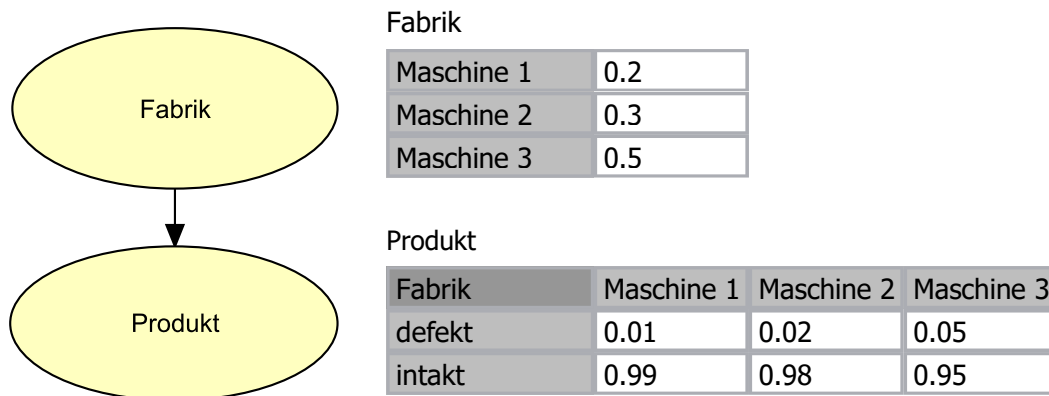 Fabrik
Produkt
Fabrik
Maschine 1 0.2
Maschine 2 0.3
Maschine 3 0.5
Produkt
Fabrik Maschine 1 Maschine 2 Maschine 3
defekt 0.01 0.02 0.05
intakt 0.99 0.98 0.95